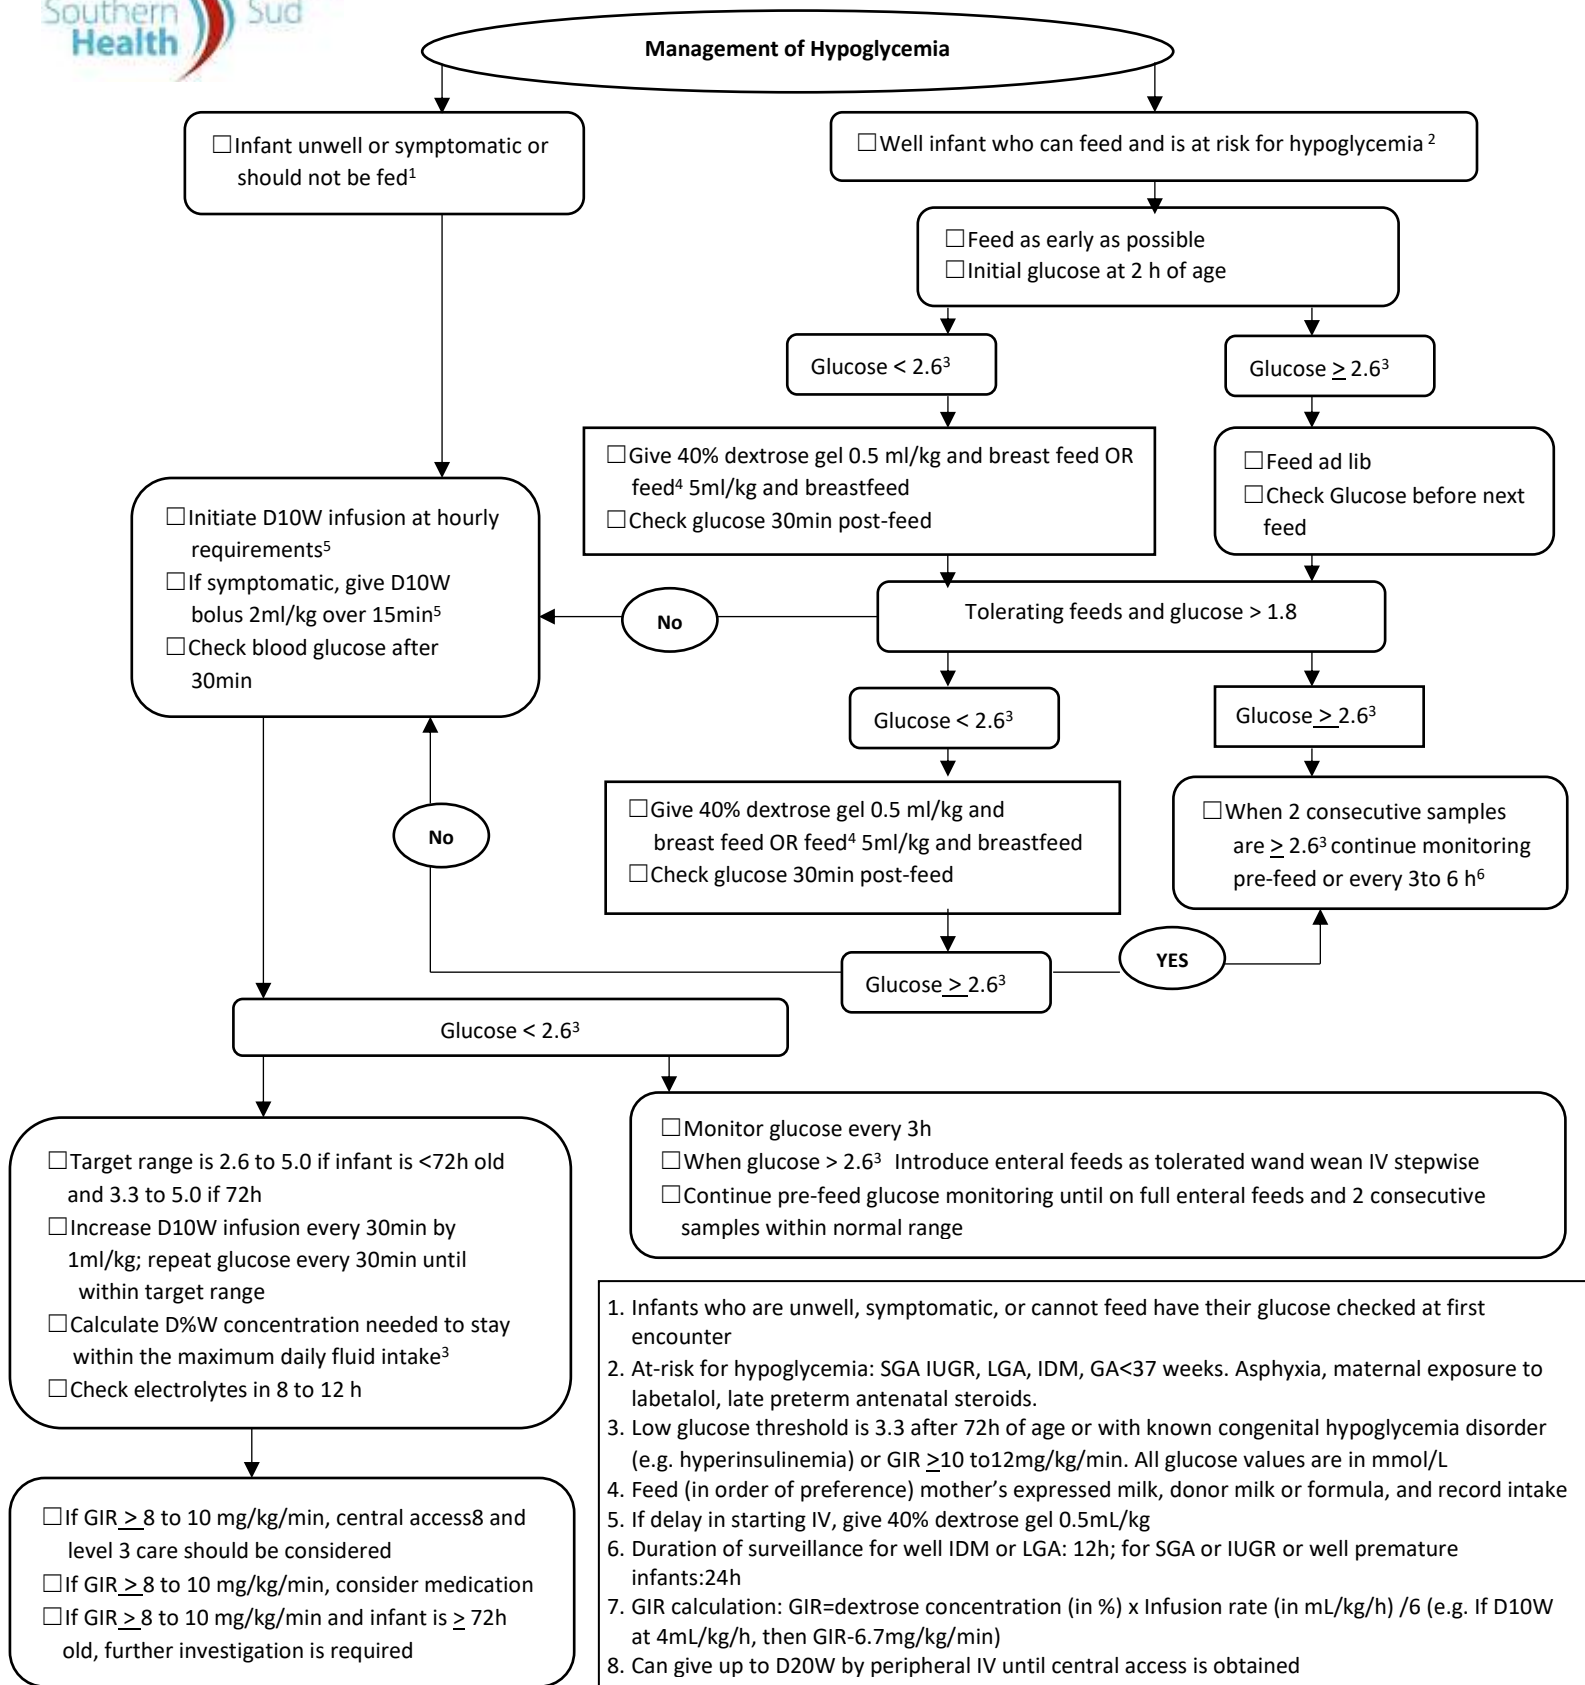 Southern Sud
Health
Management of Hypoglycemia
☐Infant unwell or symptomatic or
should not be fed¹
☐Well infant who can feed and is at risk for hypoglycemia ²
☐Feed as early as possible
☐Initial glucose at 2 h of age
Glucose < 2.6³
Glucose ≥ 2.6³
☐Give 40% dextrose gel 0.5 ml/kg and breast feed OR
feed⁴ 5ml/kg and breastfeed
☐Check glucose 30min post-feed
☐Feed ad lib
☐Check Glucose before next
feed
☐Initiate D10W infusion at hourly
requirements⁵
☐If symptomatic, give D10W
bolus 2ml/kg over 15min⁵
☐Check blood glucose after
30min
No
Tolerating feeds and glucose > 1.8
Glucose < 2.6³
Glucose ≥ 2.6³
No
☐Give 40% dextrose gel 0.5 ml/kg and
breast feed OR feed⁴ 5ml/kg and breastfeed
☐Check glucose 30min post-feed
☐When 2 consecutive samples
are ≥ 2.6³ continue monitoring
pre-feed or every 3to 6 h⁶
Glucose ≥ 2.6³
YES
Glucose < 2.6³
☐Target range is 2.6 to 5.0 if infant is <72h old
and 3.3 to 5.0 if 72h
☐Increase D10W infusion every 30min by
1ml/kg; repeat glucose every 30min until
within target range
☐Calculate D%W concentration needed to stay
within the maximum daily fluid intake³
☐Check electrolytes in 8 to 12 h
☐Monitor glucose every 3h
☐When glucose > 2.6³ Introduce enteral feeds as tolerated wand wean IV stepwise
☐Continue pre-feed glucose monitoring until on full enteral feeds and 2 consecutive
samples within normal range
☐If GIR ≥ 8 to 10 mg/kg/min, central access8 and
level 3 care should be considered
☐If GIR ≥ 8 to 10 mg/kg/min, consider medication
☐If GIR ≥ 8 to 10 mg/kg/min and infant is ≥ 72h
old, further investigation is required
1. Infants who are unwell, symptomatic, or cannot feed have their glucose checked at first
encounter
2. At-risk for hypoglycemia: SGA IUGR, LGA, IDM, GA<37 weeks. Asphyxia, maternal exposure to
labetalol, late preterm antenatal steroids.
3. Low glucose threshold is 3.3 after 72h of age or with known congenital hypoglycemia disorder
(e.g. hyperinsulinemia) or GIR ≥10 to12mg/kg/min. All glucose values are in mmol/L
4. Feed (in order of preference) mother’s expressed milk, donor milk or formula, and record intake
5. If delay in starting IV, give 40% dextrose gel 0.5mL/kg
6. Duration of surveillance for well IDM or LGA: 12h; for SGA or IUGR or well premature
infants:24h
7. GIR calculation: GIR=dextrose concentration (in %) x Infusion rate (in mL/kg/h) /6 (e.g. If D10W
at 4mL/kg/h, then GIR-6.7mg/kg/min)
8. Can give up to D20W by peripheral IV until central access is obtained